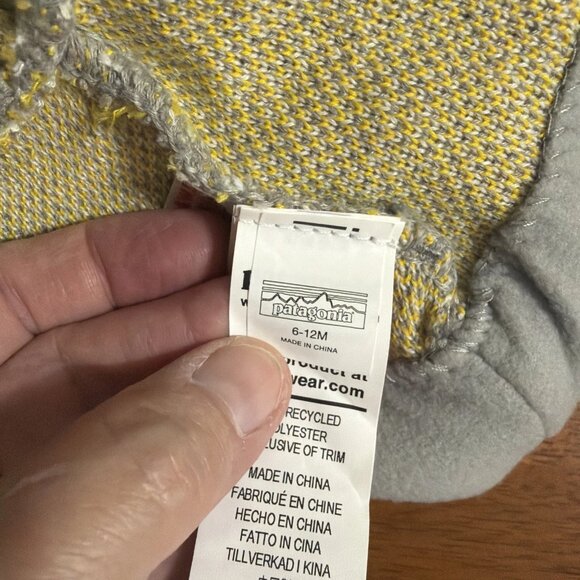 patagonia
6-12M
MADE IN CHINA
product at
wear.com
RECYCLED
OLYESTER
LUSIVE OF TRIM
MADE IN CHINA
FABRIQUÉ EN CHINE
HECHO EN CHINA
FATTO IN CINA
TILLVERKAD I KINA